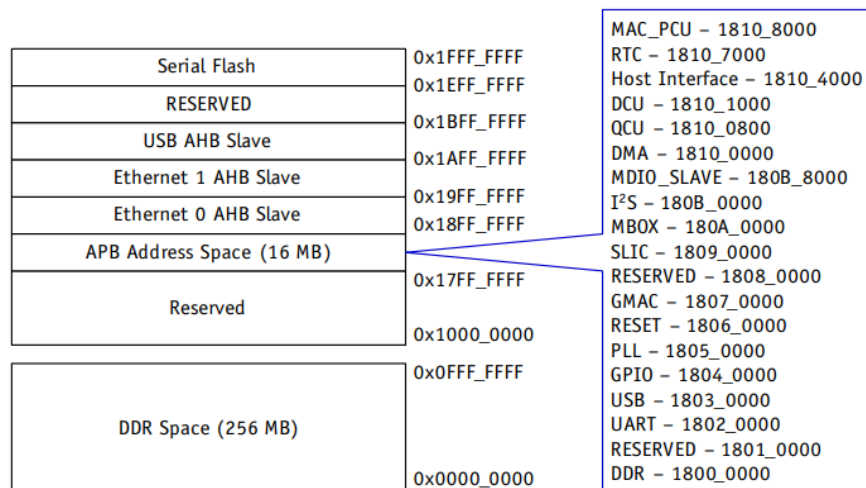 Serial Flash
RESERVED
USB AHB Slave
Ethernet 1 AHB Slave
Ethernet 0 AHB Slave
APB Address Space (16 MB)
Reserved
DDR Space (256 MB)
0x1FFF_FFFF
0x1EFF_FFFF
0x1BFF_FFFF
0x1AFF_FFFF
0x19FF_FFFF
0x18FF_FFFF
0x17FF_FFFF
0x1000_0000
0x0FFF_FFFF
0x0000_0000
MAC_PCU – 1810_8000
RTC – 1810_7000
Host Interface – 1810_4000
DCU – 1810_1000
QCU – 1810_0800
DMA – 1810_0000
MDIO_SLAVE – 180B_8000
I²S – 180B_0000
MBOX – 180A_0000
SLIC – 1809_0000
RESERVED – 1808_0000
GMAC – 1807_0000
RESET – 1806_0000
PLL – 1805_0000
GPIO – 1804_0000
USB – 1803_0000
UART – 1802_0000
RESERVED – 1801_0000
DDR – 1800_0000